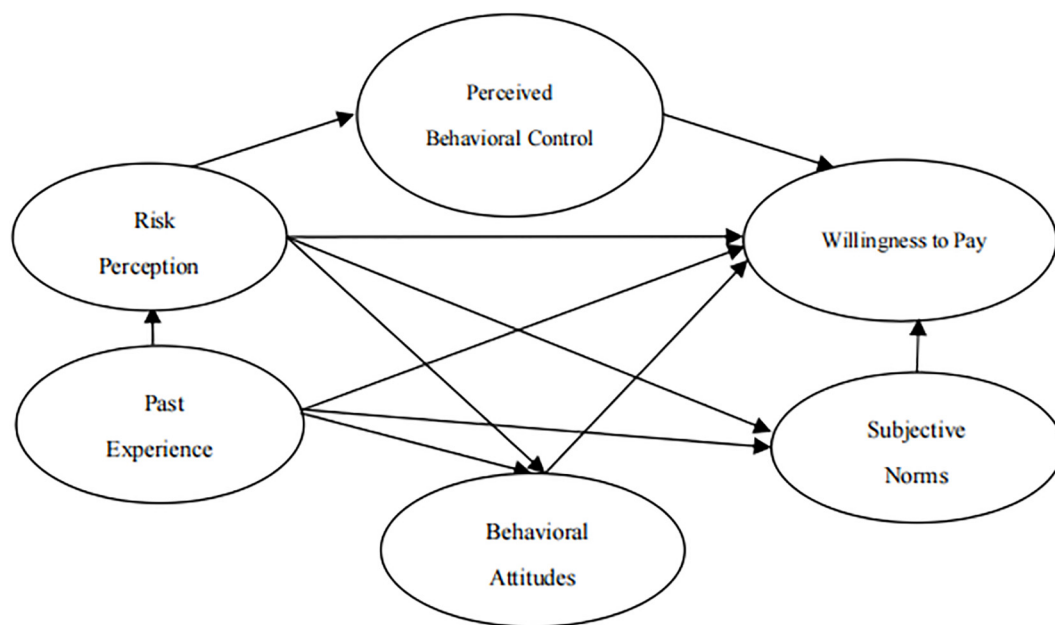 Perceived
Behavioral Control
Risk
Perception
Willingness to Pay
Past
Experience
Subjective
Norms
Behavioral
Attitudes